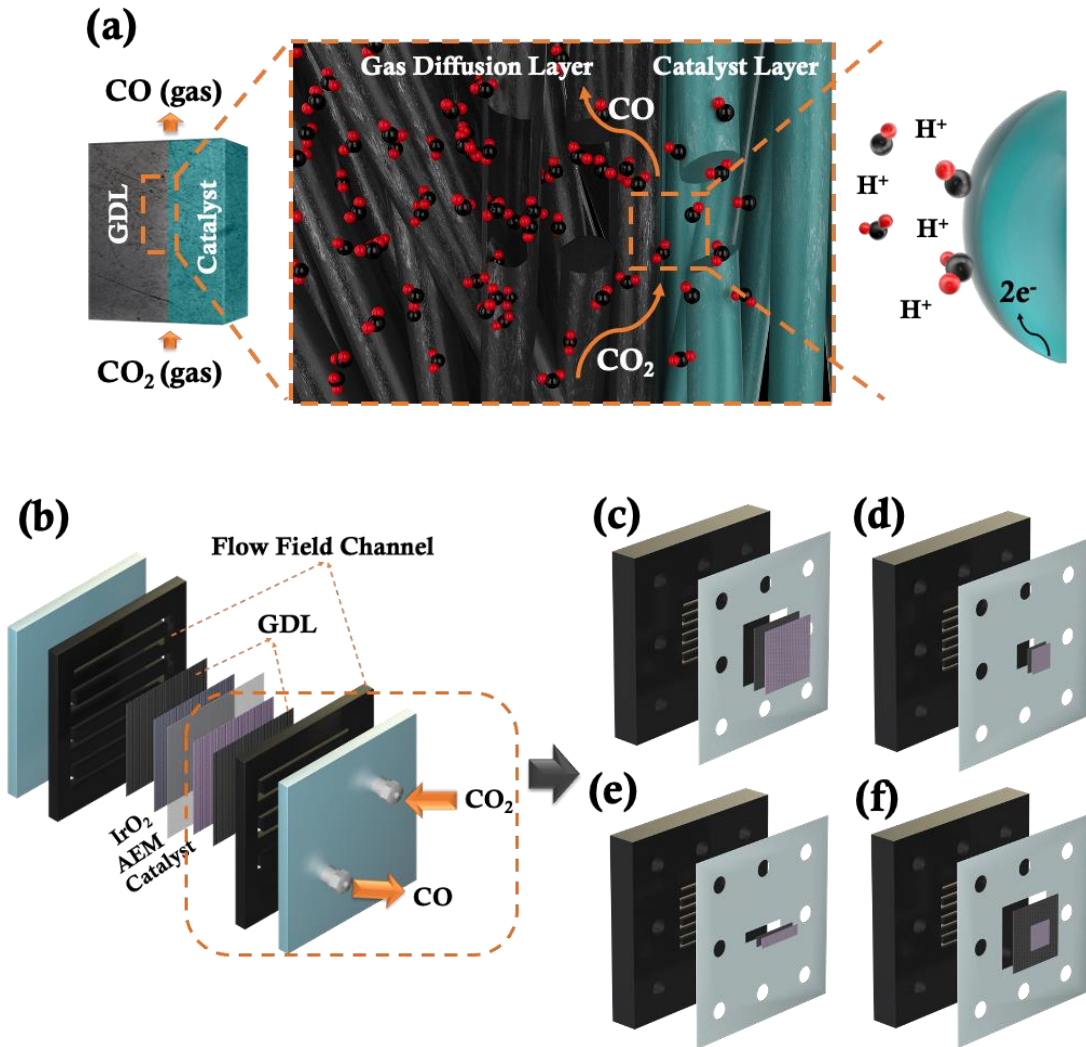 (a)
CO (gas)
GDL
Catalyst
CO₂ (gas)
Gas Diffusion Layer
Catalyst Layer
CO
CO₂
H⁺
H⁺
H⁺
H⁺
2e⁻
(b)
Flow Field Channel
GDL
IrO₂
AEM
Catalyst
CO₂
CO
(c)
(d)
(e)
(f)